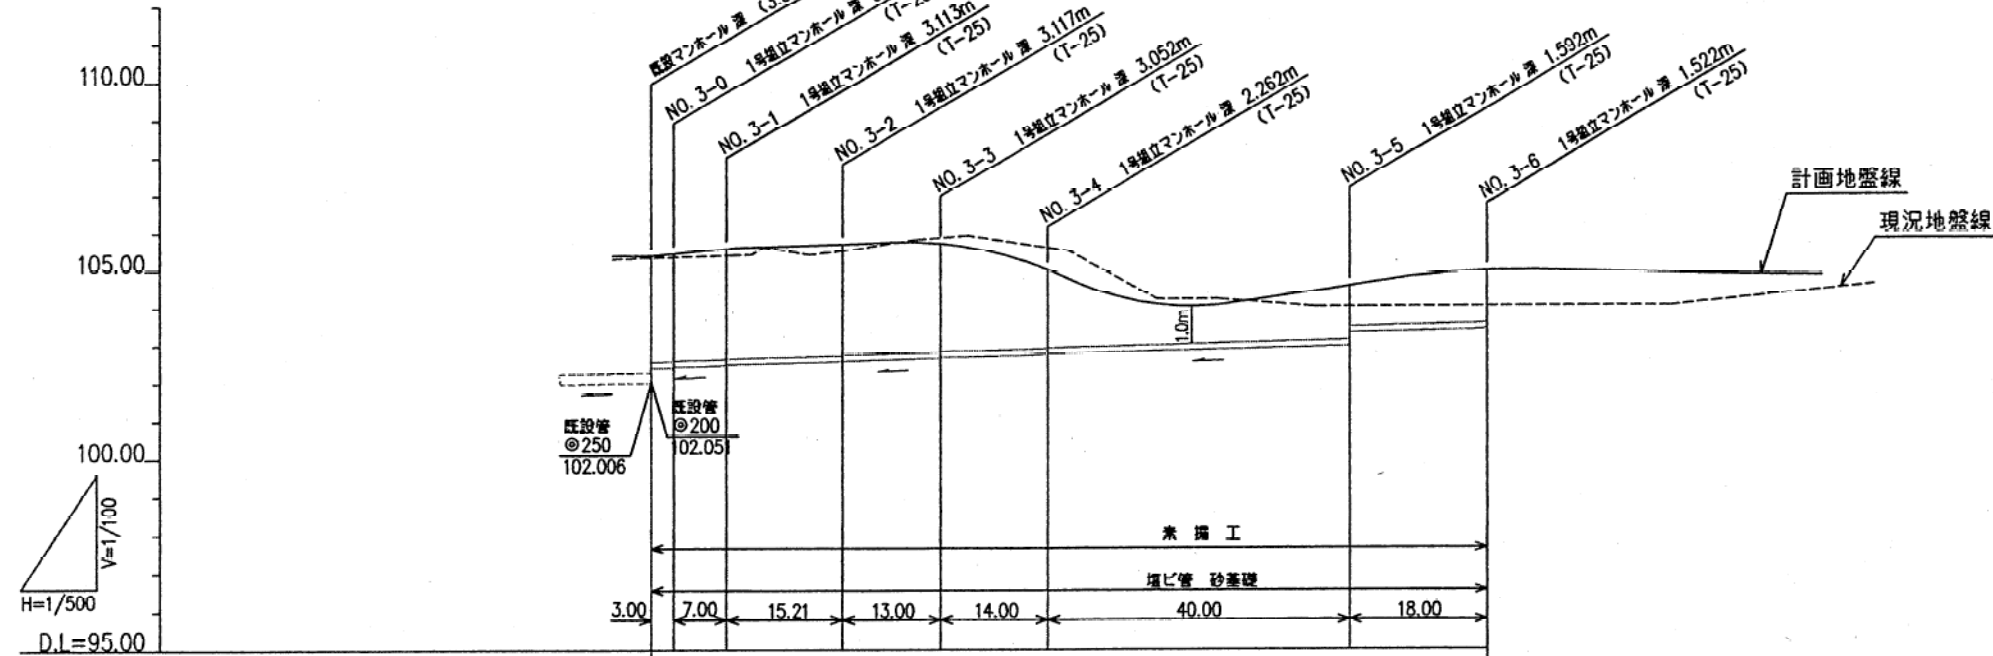 110.00
105.00
100.00
D.L=95.00
V=1/100
H=1/500
既設マンホール 深
NO. 3-0 1号組立マンホール 深
NO. 3-1 1号組立マンホール 深 3.113m
(T-25)
NO. 3-2 1号組立マンホール 深 3.117m
(T-25)
NO. 3-3 1号組立マンホール 深 3.052m
(T-25)
NO. 3-4 1号組立マンホール 深 2.262m
(T-25)
NO. 3-5 1号組立マンホール 深 1.592m
(T-25)
NO. 3-6 1号組立マンホール 深 1.522m
(T-25)
計画地盤線
現況地盤線
1.0m
既設管
◎250
102.006
既設管
◎200
102.051
素 掘 工
塩ビ管 砂基礎
3.00 7.00 15.21 13.00 14.00 40.00 18.00